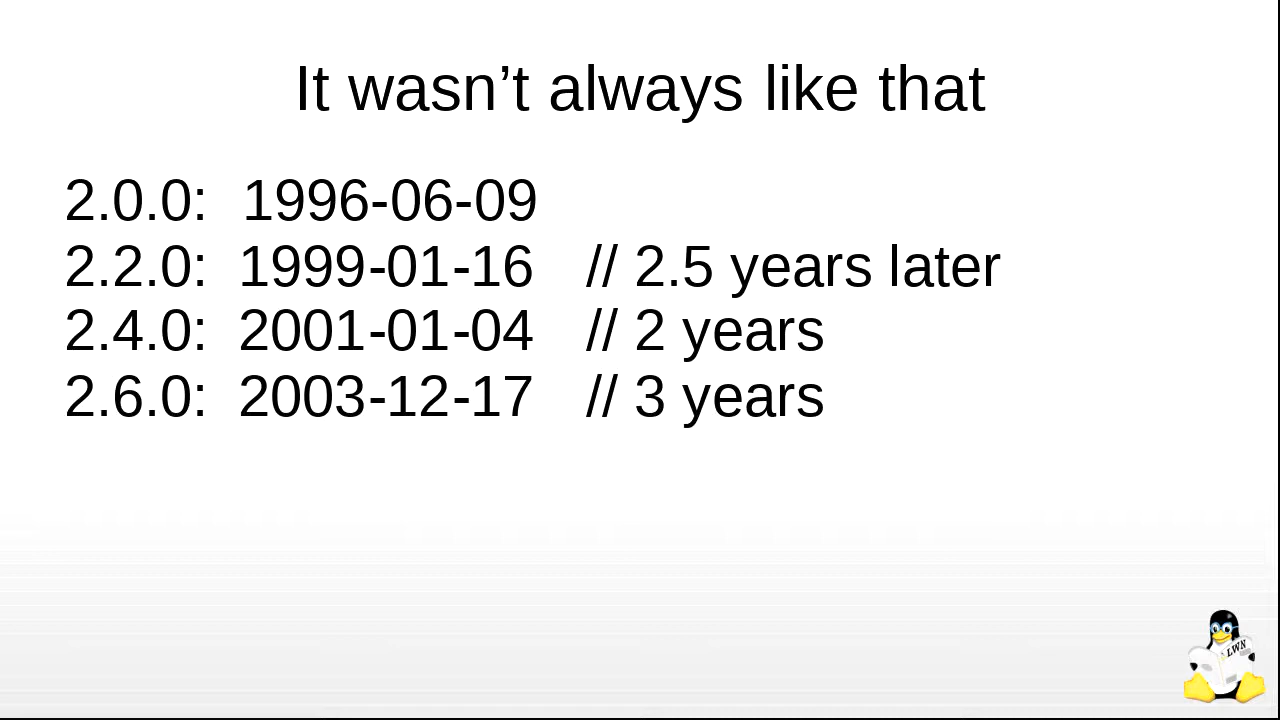 It wasn’t always like that
2.0.0: 1996-06-09
2.2.0: 1999-01-16 // 2.5 years later
2.4.0: 2001-01-04 // 2 years
2.6.0: 2003-12-17 // 3 years
LWN